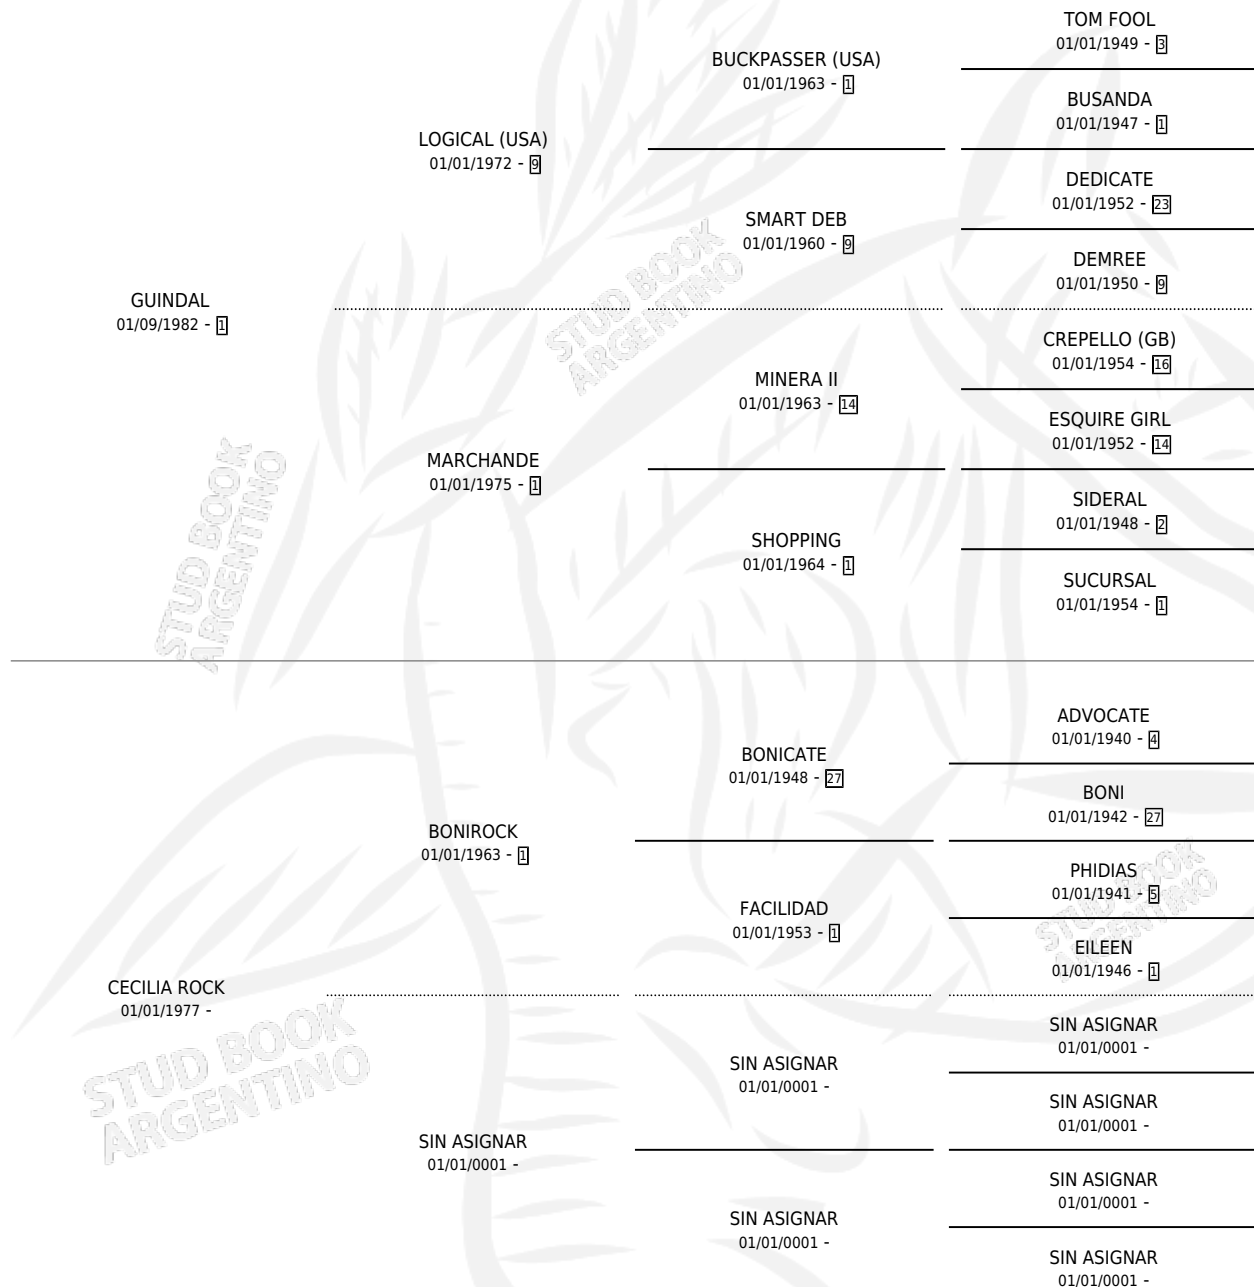 TOM FOOL
01/01/1949 - 3
BUCKPASSER (USA)
01/01/1963 - 1
BUSANDA
01/01/1947 - 1
LOGICAL (USA)
01/01/1972 - 9
DEDICATE
01/01/1952 - 23
SMART DEB
01/01/1960 - 9
DEMREE
01/01/1950 - 9
GUINDAL
01/09/1982 - 1
STUD BOOK
ARGENTINO
CREPELLO (GB)
01/01/1954 - 16
MINERA II
01/01/1963 - 14
ESQUIRE GIRL
01/01/1952 - 14
MARCHANDE
01/01/1975 - 1
SIDERAL
01/01/1948 - 2
SHOPPING
01/01/1964 - 1
SUCURSAL
01/01/1954 - 1
STUD BOOK
ARGENTINO
ADVOCATE
01/01/1940 - 4
BONICATE
01/01/1948 - 27
BONI
01/01/1942 - 27
BONIROCK
01/01/1963 - 1
PHIDIAS
01/01/1941 - 5
FACILIDAD
01/01/1953 - 1
EILEEN
01/01/1946 - 1
STUD BOOK
ARGENTINO
CECILIA ROCK
01/01/1977 -
STUD BOOK
ARGENTINO
SIN ASIGNAR
01/01/0001 -
SIN ASIGNAR
01/01/0001 -
SIN ASIGNAR
01/01/0001 -
SIN ASIGNAR
01/01/0001 -
SIN ASIGNAR
01/01/0001 -
SIN ASIGNAR
01/01/0001 -
SIN ASIGNAR
01/01/0001 -